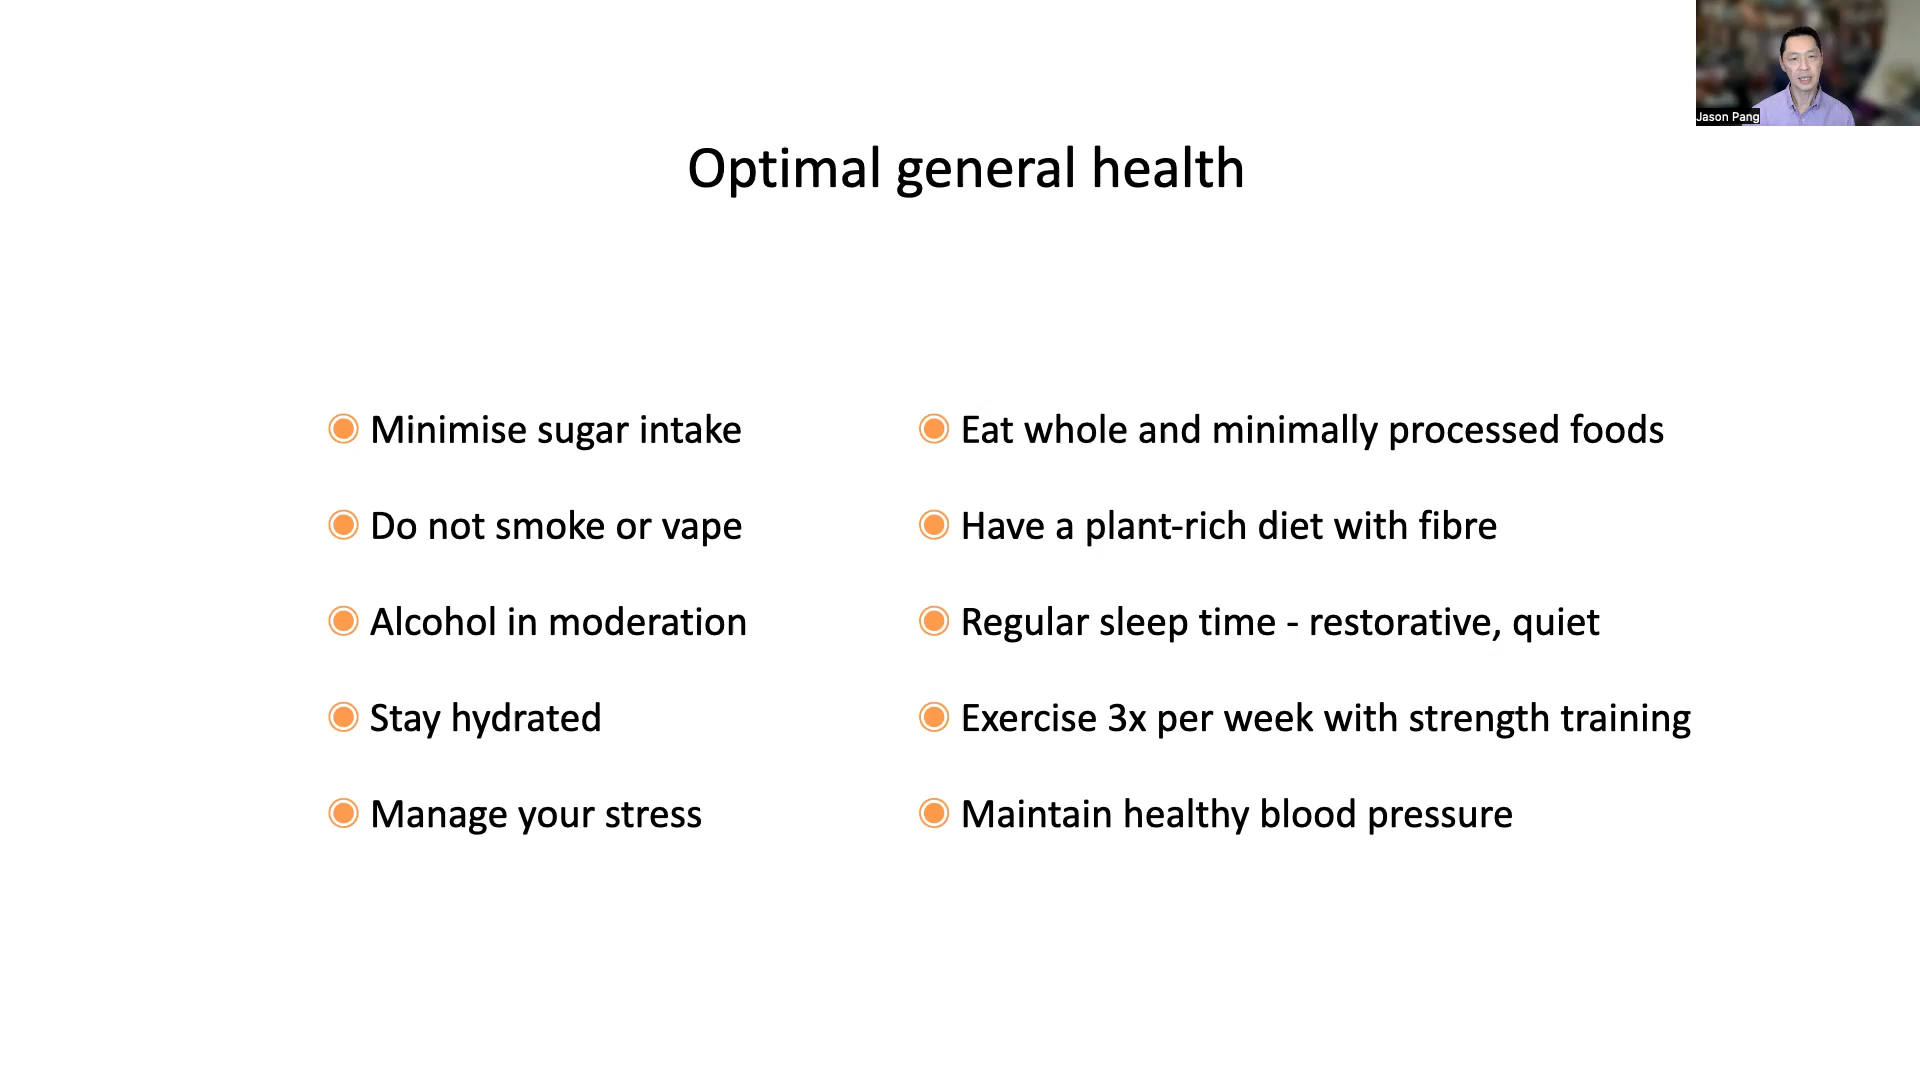 Jason Pang
Optimal general health
Minimise sugar intake
Do not smoke or vape
Alcohol in moderation
Stay hydrated
Manage your stress
Eat whole and minimally processed foods
Have a plant-rich diet with fibre
Regular sleep time - restorative, quiet
Exercise 3x per week with strength training
Maintain healthy blood pressure